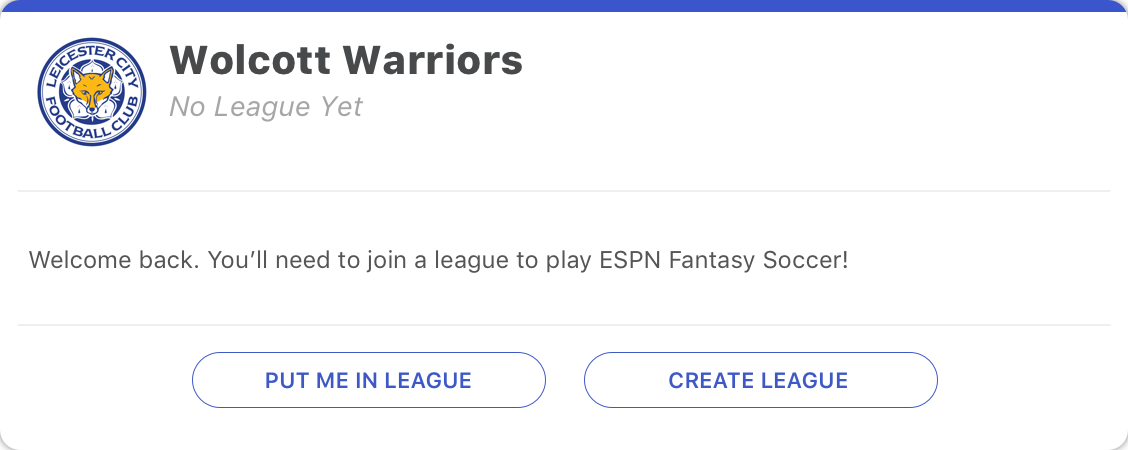 LEICESTER CITY
FOOTBALL CLUB
Wolcott Warriors
No League Yet
Welcome back. You’ll need to join a league to play ESPN Fantasy Soccer!
PUT ME IN LEAGUE
CREATE LEAGUE